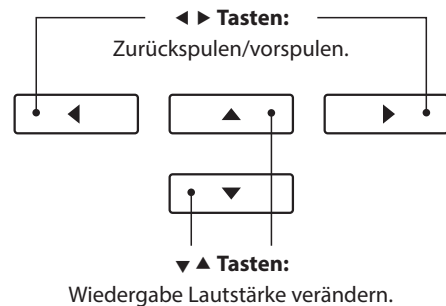 ◀ ▶ Tasten:
Zurückspulen/vorspulen.
▼ ▲ Tasten:
Wiedergabe Lautstärke verändern.